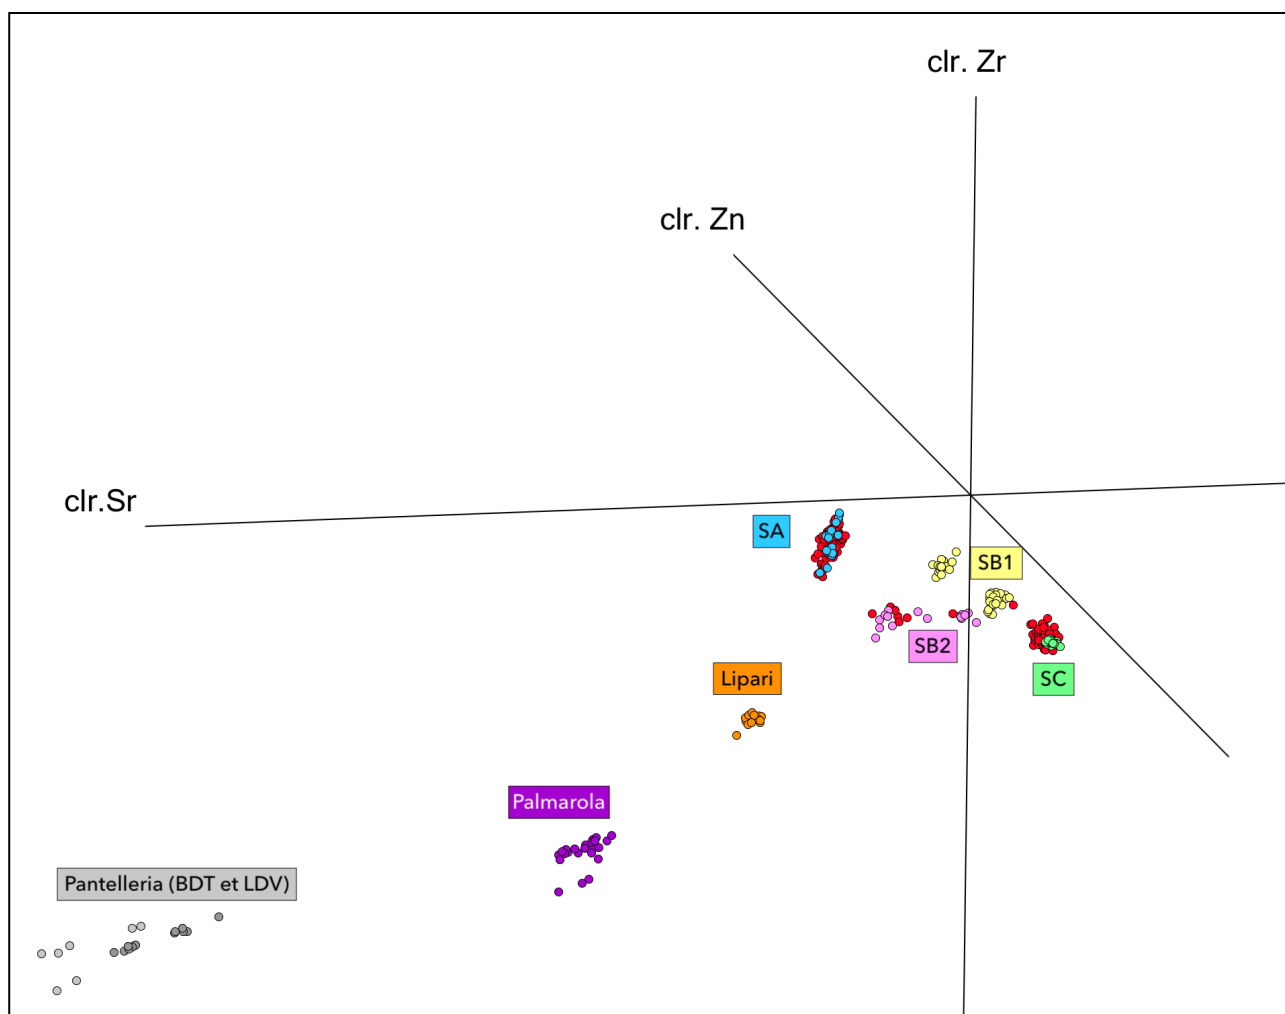 clr. Zr
clr. Zn
clr.Sr
SA
SB1
SB2
Lipari
SC
Palmarola
Pantelleria (BDT et LDV)